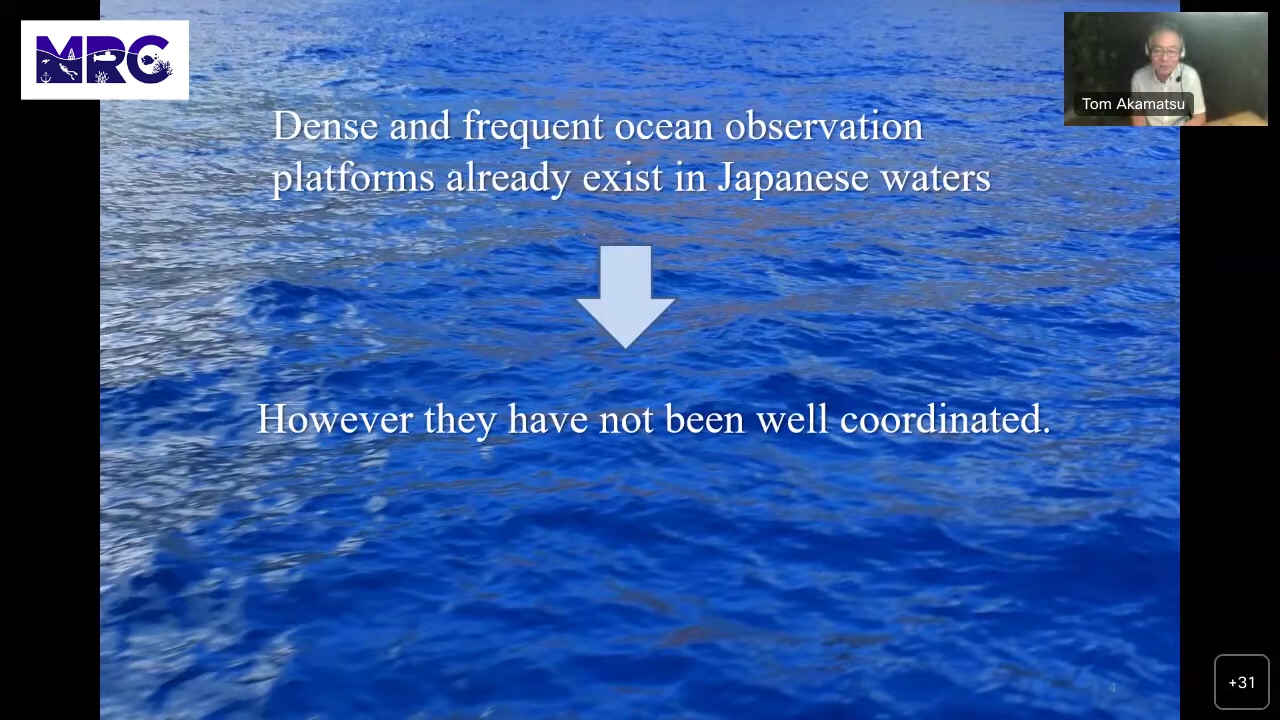 MRC
Tom Akamatsu
Dense and frequent ocean observation
platforms already exist in Japanese waters
However they have not been well coordinated.
4
+31